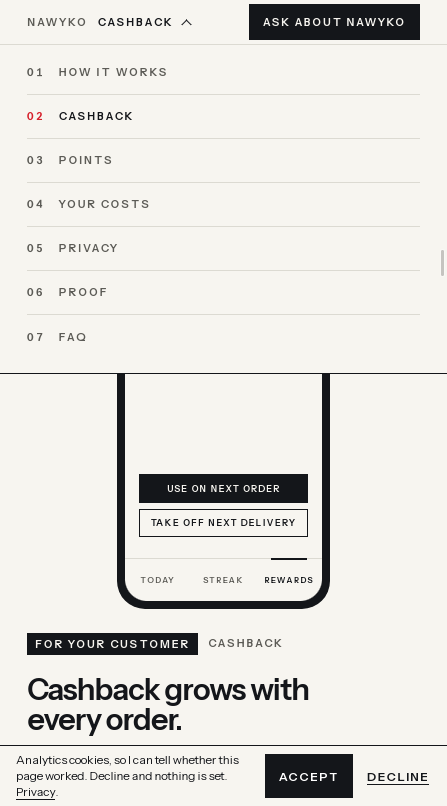 NAWYKO CASHBACK ASK ABOUT NAWYKO
01 HOW IT WORKS
02 CASHBACK
03 POINTS
04 YOUR COSTS
05 PRIVACY
06 PROOF
07 FAQ
USE ON NEXT ORDER
TAKE OFF NEXT DELIVERY
TODAY STREAK REWARDS
FOR YOUR CUSTOMER CASHBACK
Cashback grows with
every order.
Analytics cookies, so I can tell whether this
page worked. Decline and nothing is set.
Privacy.
ACCEPT DECLINE